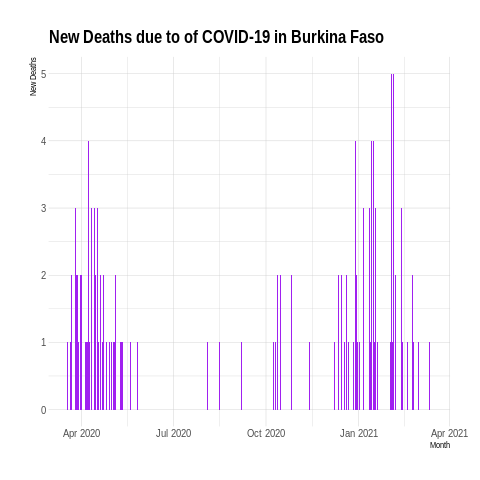 New Deaths due to of COVID-19 in Burkina Faso
New Deaths
5
4
3
2
1
0
Apr 2020 Jul 2020 Oct 2020 Jan 2021 Apr 2021
Month